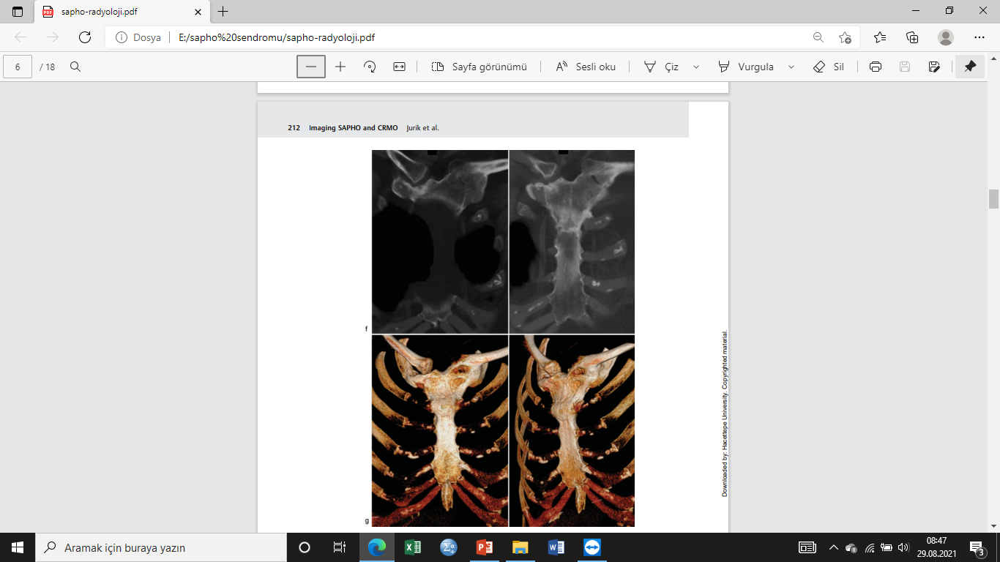 sapho-radyoloji.pdf
Dosya
E:/sapho%20sendromu/sapho-radyoloji.pdf
6
/ 18
Sayfa görünümü
Sesli oku
Çiz
Vurgula
Sil
212 Imaging SAPHO and CRMO Jurik et al.
f
g
Downloaded by: Hacettepe University. Copyrighted material.
Aramak için buraya yazın
08:47
29.08.2021
3